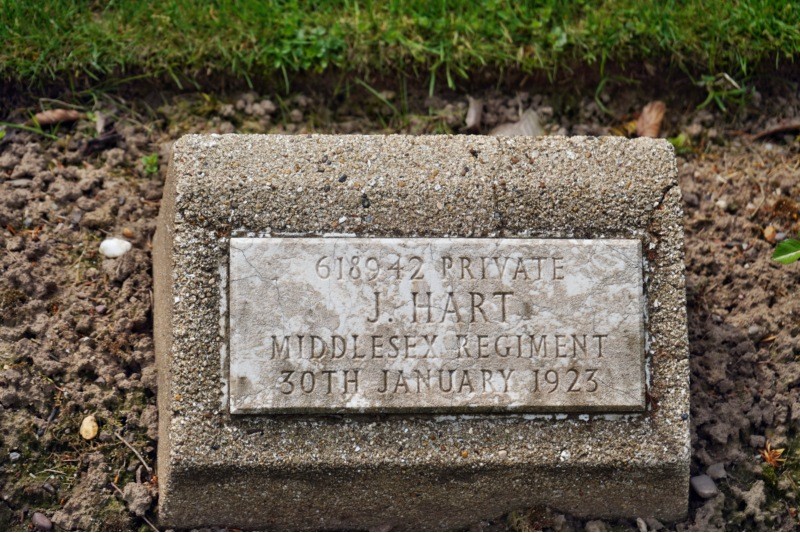 618942 PRIVATE
J. HART
MIDDLESEX REGIMENT
30TH JANUARY 1923